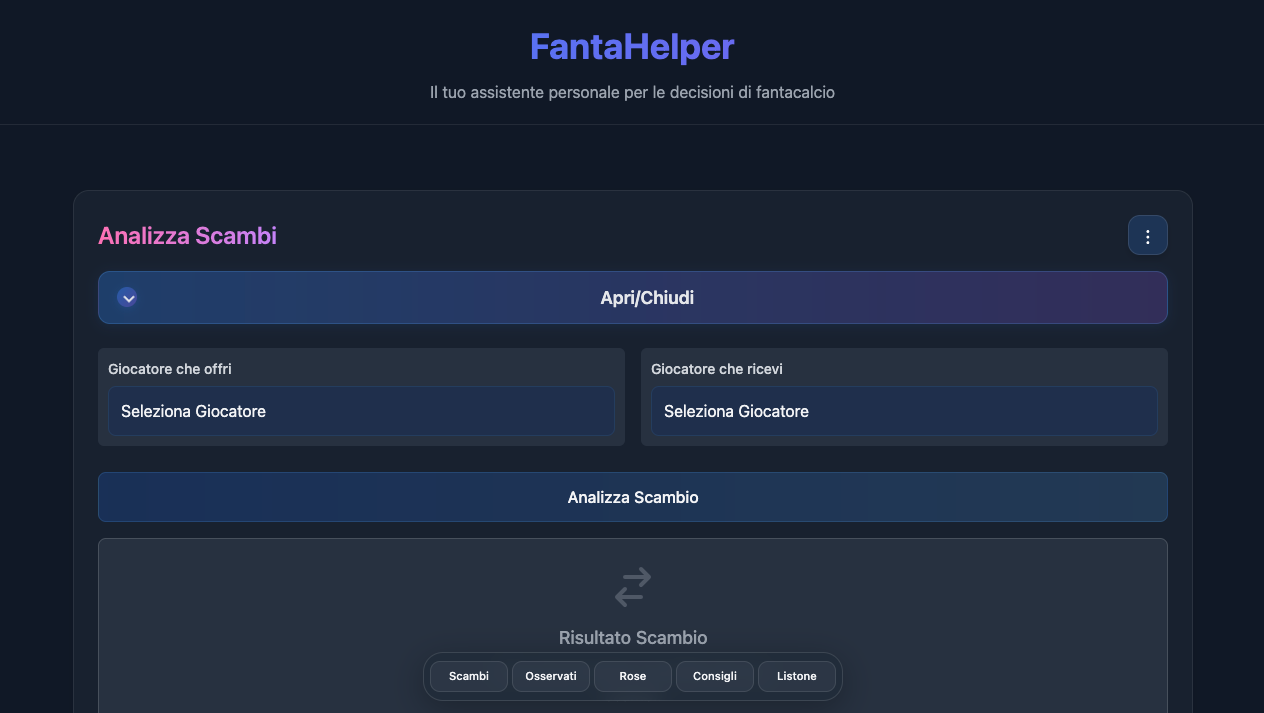 FantaHelper
Il tuo assistente personale per le decisioni di fantacalcio
Analizza Scambi
Apri/Chiudi
Giocatore che offri
Seleziona Giocatore
Giocatore che ricevi
Seleziona Giocatore
Analizza Scambio
Risultato Scambio
Scambi
Osservati
Rose
Consigli
Listone